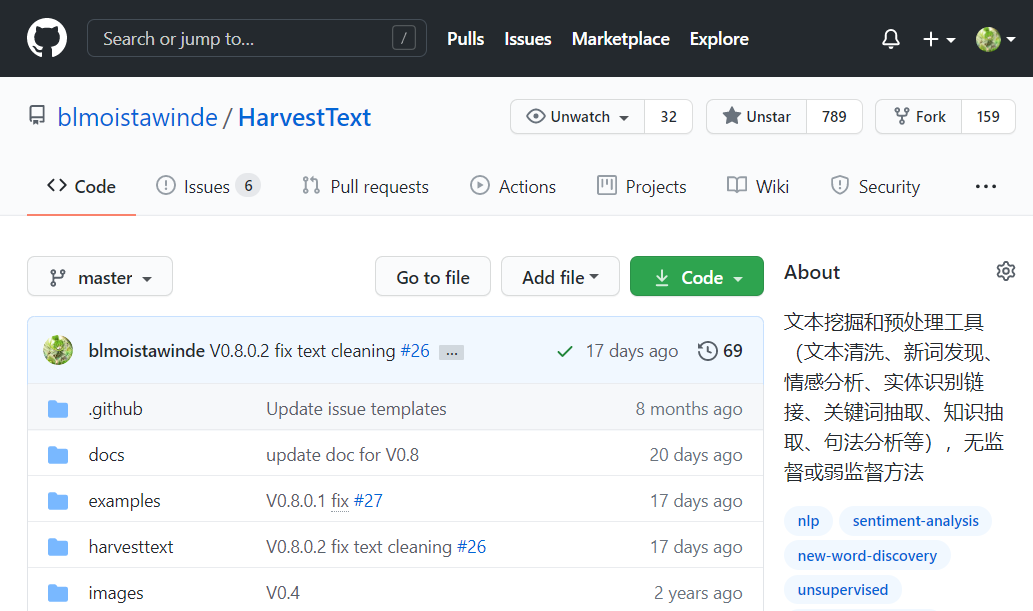 Search or jump to... /
Pulls Issues Marketplace Explore
blmoistawinde / HarvestText
Unwatch 32 Unstar 789 Fork 159
Code Issues 6 Pull requests Actions Projects Wiki Security ...
master Go to file Add file Code
blmoistawinde V0.8.0.2 fix text cleaning #26 ... 17 days ago 69
.github Update issue templates 8 months ago
docs update doc for V0.8 20 days ago
examples V0.8.0.1 fix #27 17 days ago
harvesttext V0.8.0.2 fix text cleaning #26 17 days ago
images V0.4 2 years ago
About
文本挖掘和预处理工具
（文本清洗、新词发现、
情感分析、实体识别链
接、关键词抽取、知识抽
取、句法分析等），无监
督或弱监督方法
nlp sentiment-analysis
new-word-discovery
unsupervised